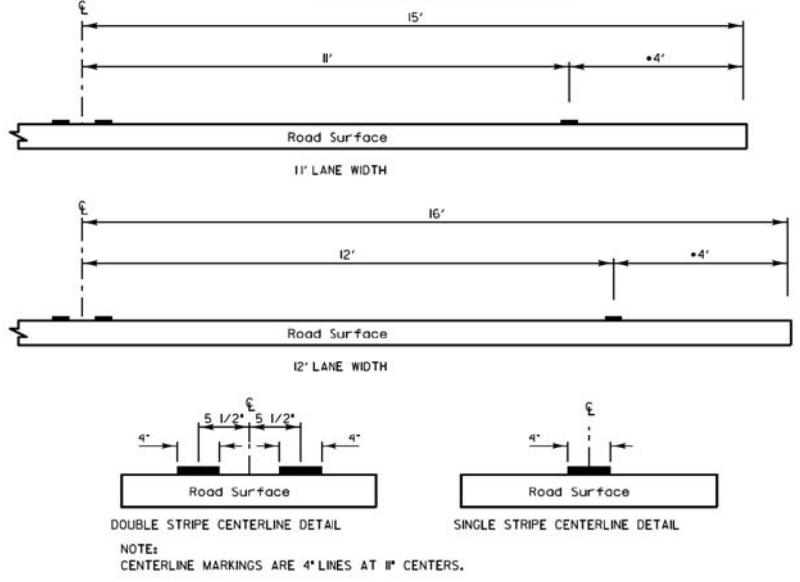 ℄
15'
11'
•4'
Road Surface
11' LANE WIDTH
℄
16'
12'
•4'
Road Surface
12' LANE WIDTH
℄
5 1/2" 5 1/2"
4" 4"
Road Surface
DOUBLE STRIPE CENTERLINE DETAIL
℄
4"
Road Surface
SINGLE STRIPE CENTERLINE DETAIL
NOTE:
CENTERLINE MARKINGS ARE 4" LINES AT 11" CENTERS.